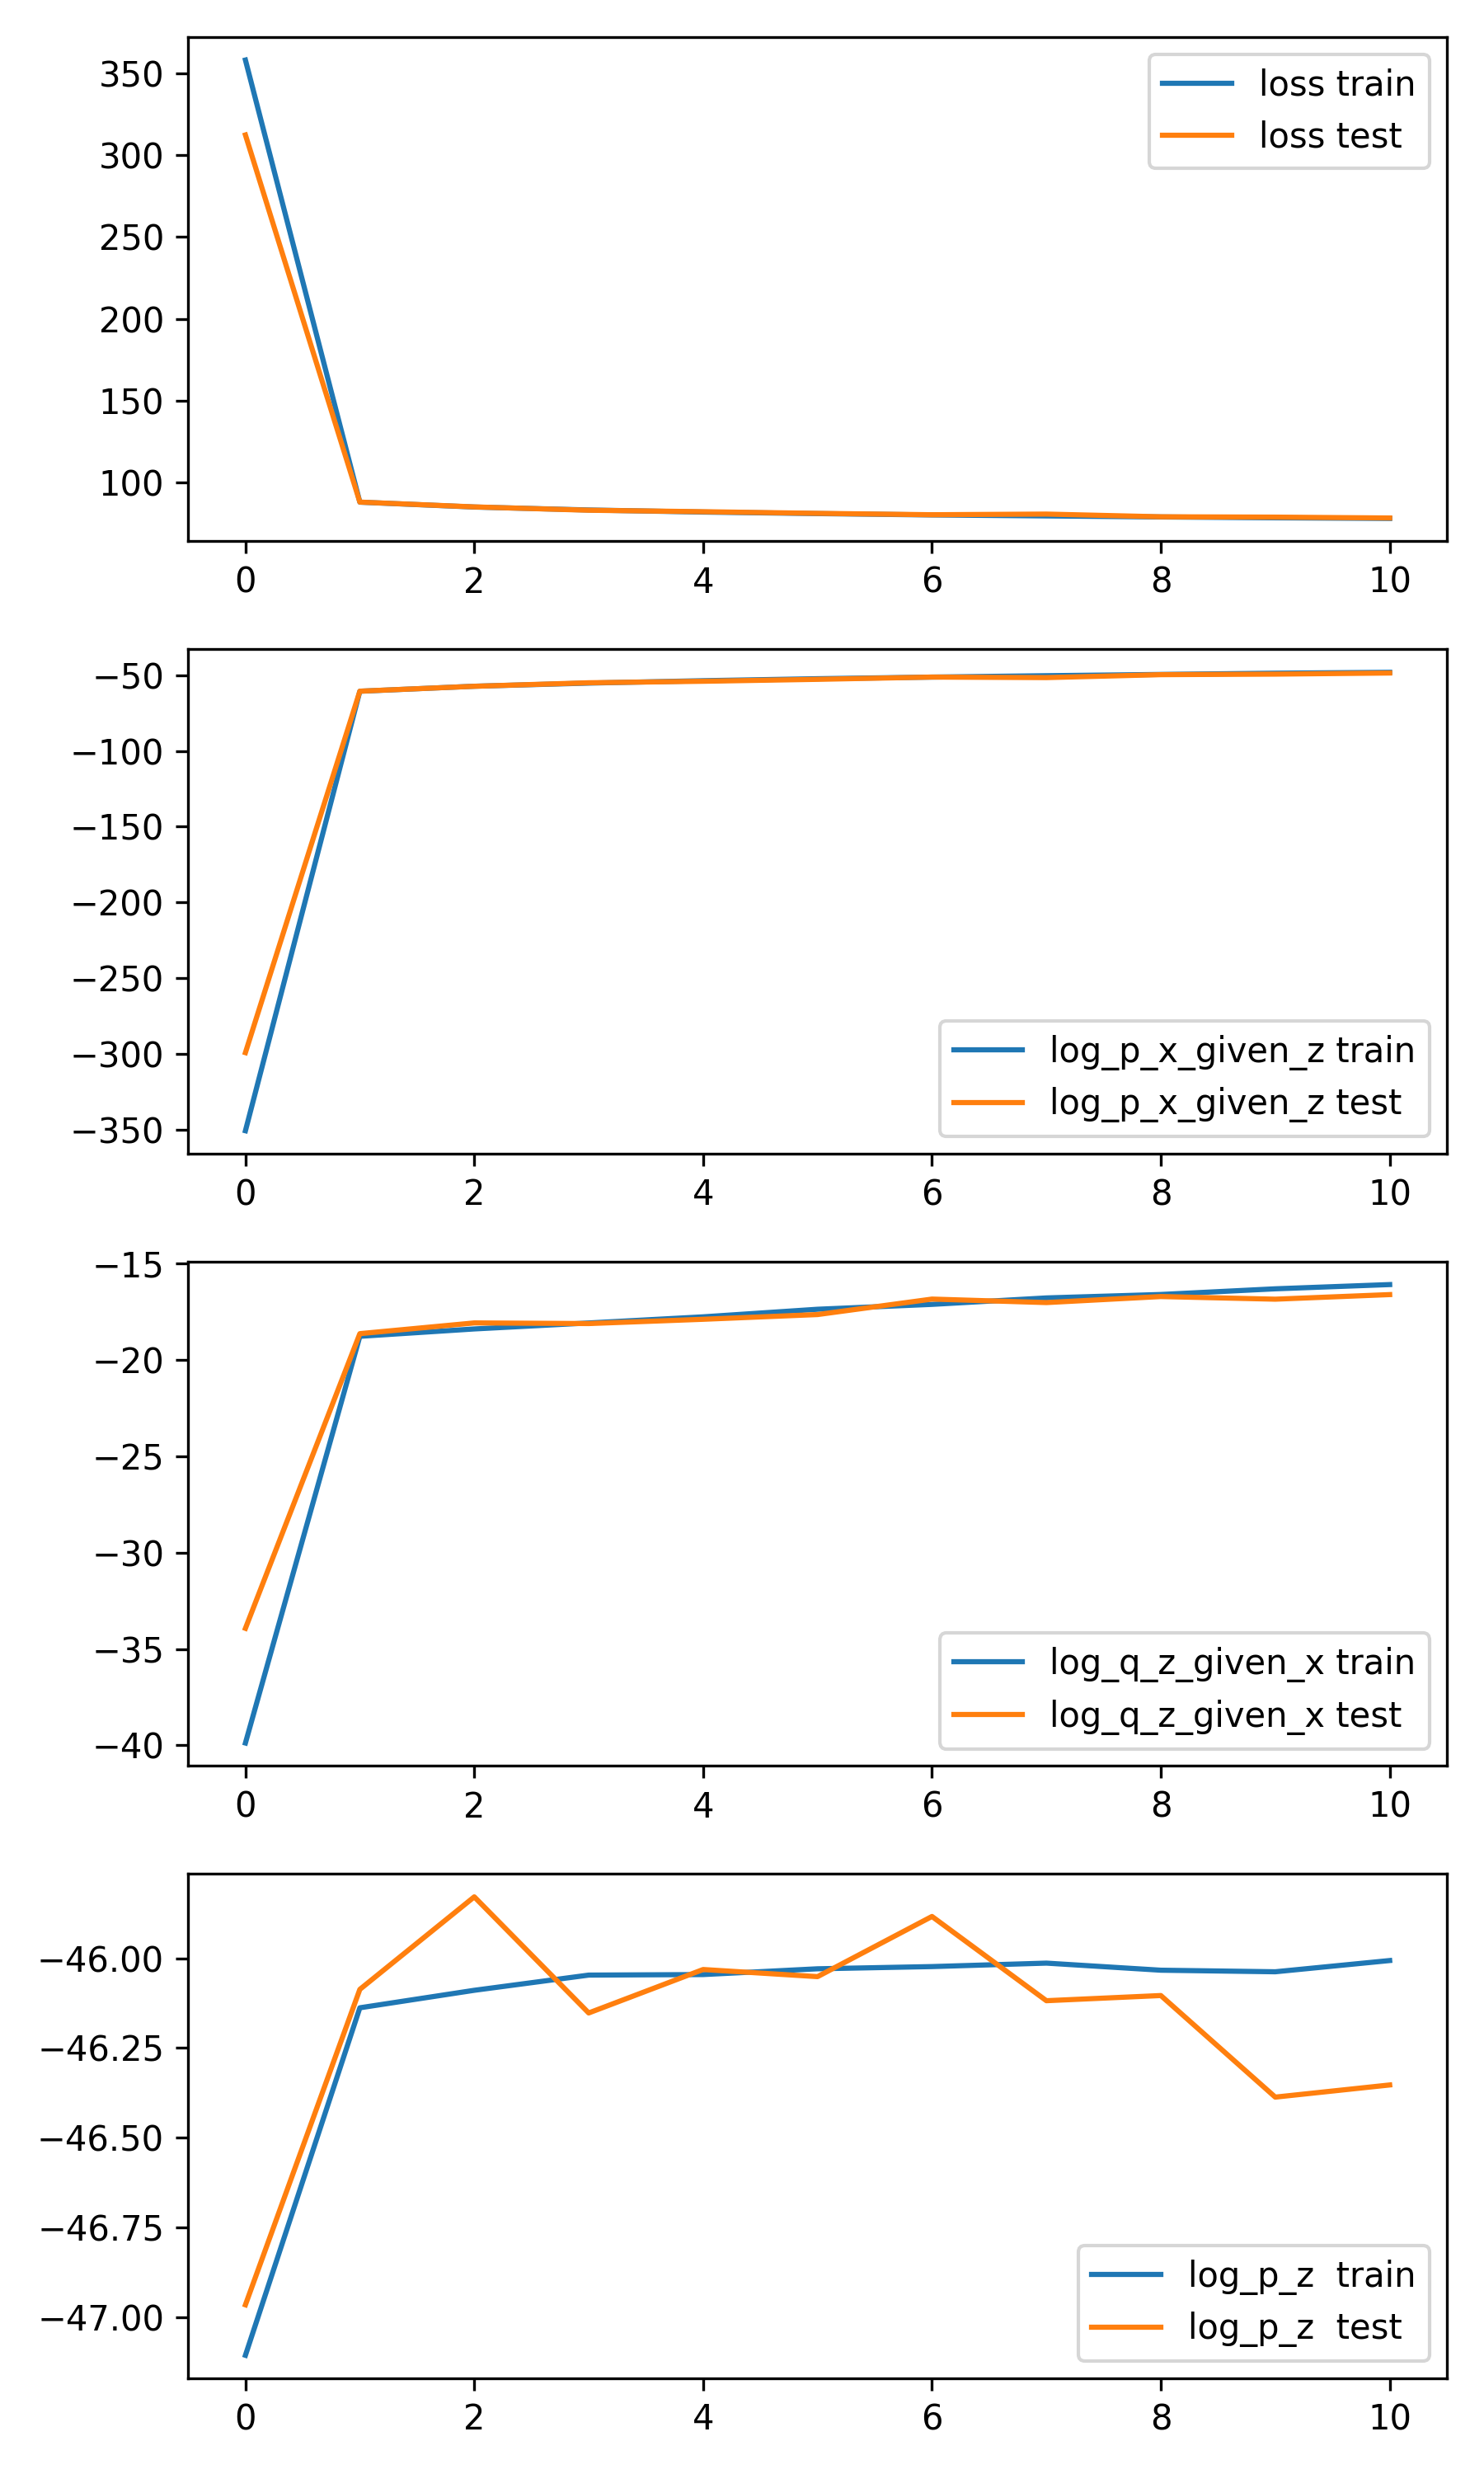 350
300
250
200
150
100
loss train
loss test
0 2 4 6 8 10
−50
−100
−150
−200
−250
−300
−350
log_p_x_given_z train
log_p_x_given_z test
0 2 4 6 8 10
−15
−20
−25
−30
−35
−40
log_q_z_given_x train
log_q_z_given_x test
0 2 4 6 8 10
−46.00
−46.25
−46.50
−46.75
−47.00
log_p_z  train
log_p_z  test
0 2 4 6 8 10